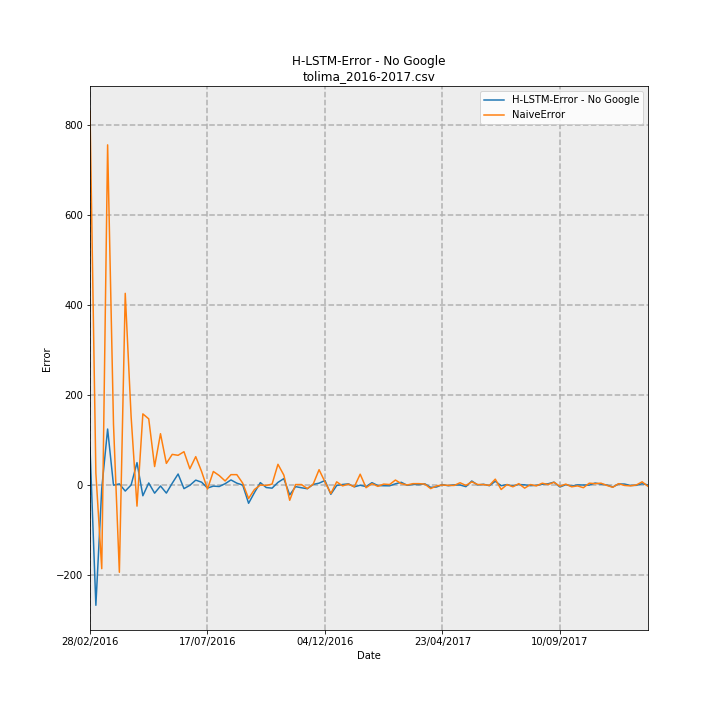 H-LSTM-Error - No Google
tolima_2016-2017.csv
H-LSTM-Error - No Google
NaiveError
800
600
400
200
0
−200
Error
28/02/2016
17/07/2016
04/12/2016
23/04/2017
10/09/2017
Date